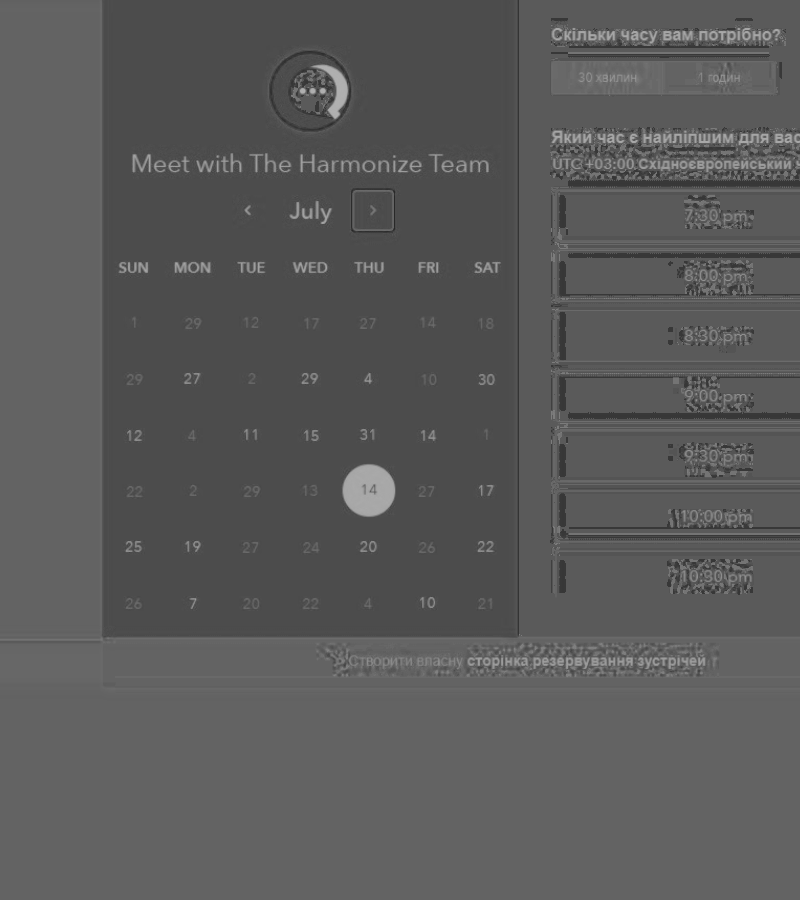 Meet with The Harmonize Team
July
SUN MON TUE WED THU FRI SAT
1 29 12 17 27 14 18
29 27 2 29 4 10 30
12 4 11 15 31 14 1
22 2 29 13 14 27 17
25 19 27 24 20 26 22
26 7 20 22 4 10 21
Скільки часу вам потрібно?
30 хвилин 1 годин
Який час є найліпшим для вас
UTC +03:00 Східноєвропейський
7:30 pm
8:00 pm
8:30 pm
9:00 pm
9:30 pm
10:00 pm
10:30 pm
Створити власну сторінка резервування зустрічей